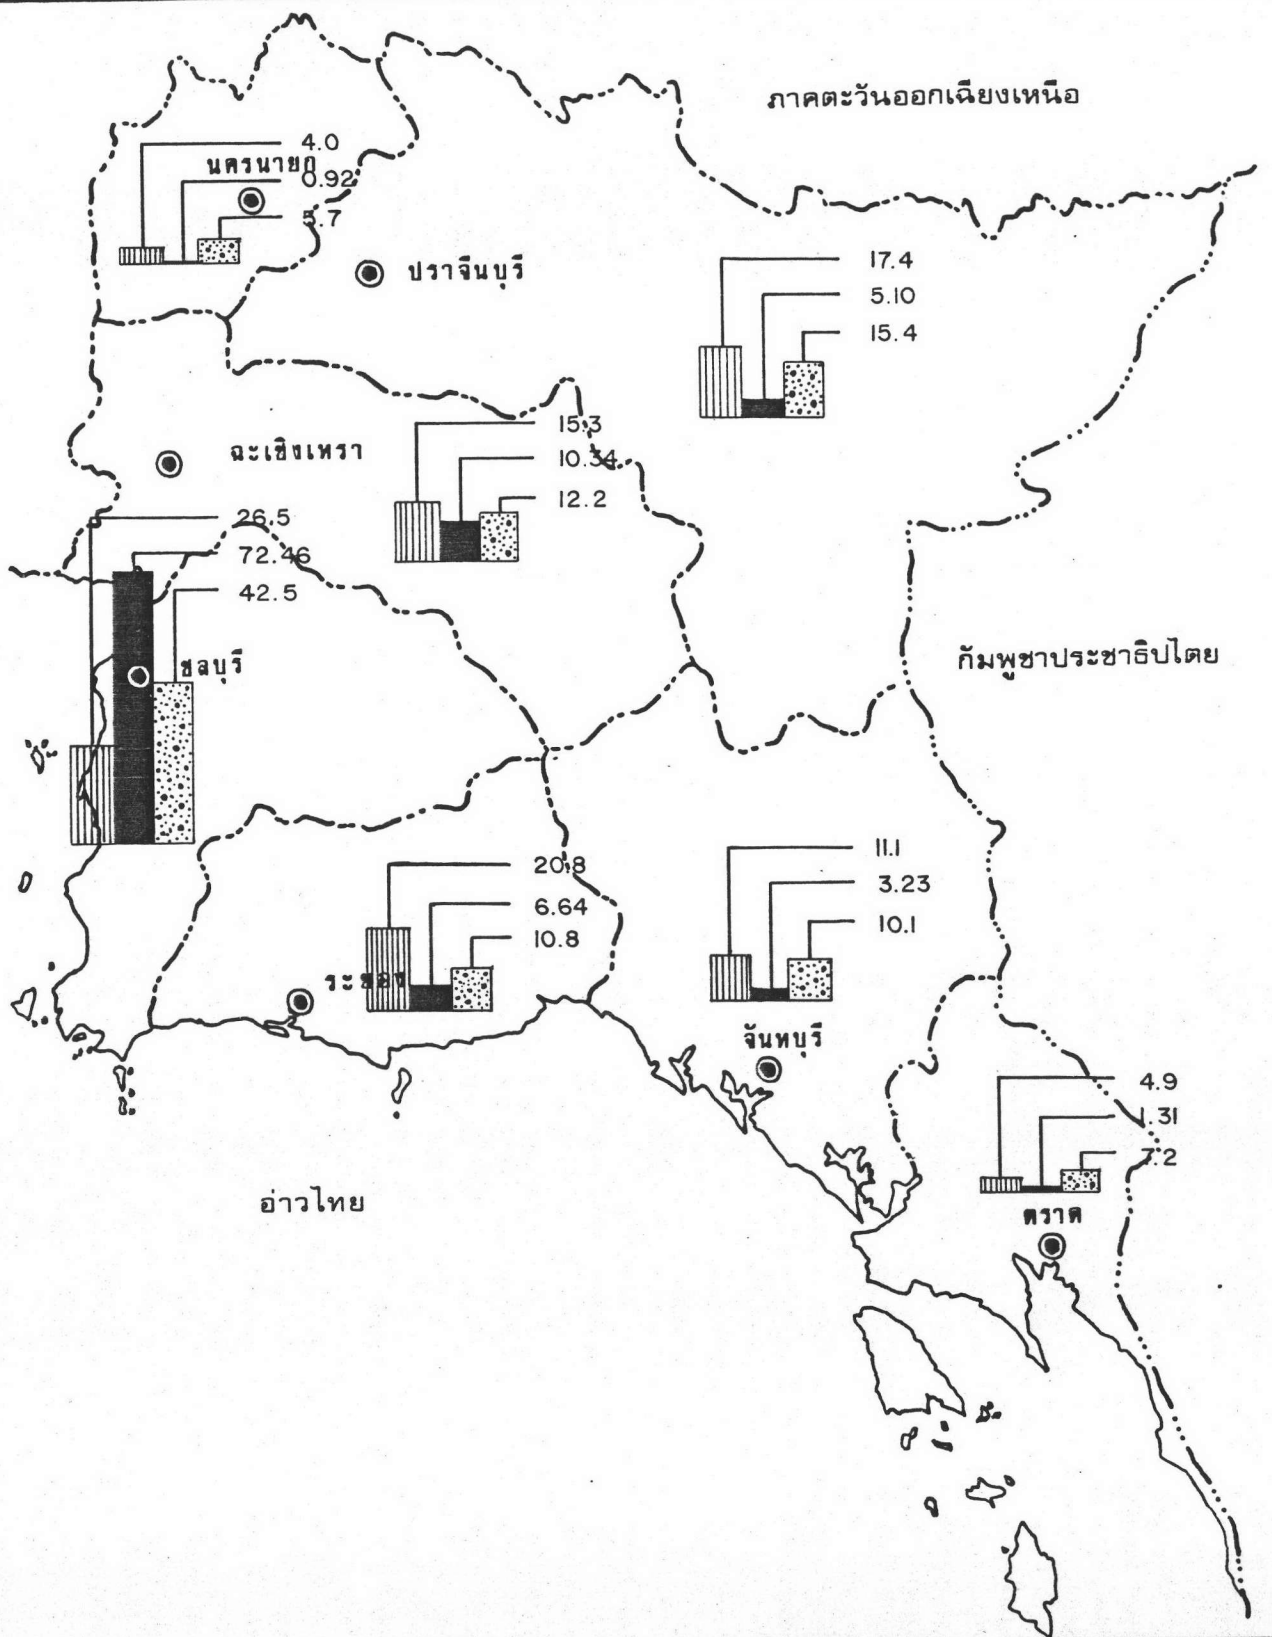 ภาคตะวันออกเฉียงเหนือ
4.0
นครนายก
0.92
5.7
ปราจีนบุรี
17.4
5.10
15.4
15.3
ฉะเชิงเทรา
10.34
12.2
26.5
72.46
42.5
กัมพูชาประชาธิปไตย
ชลบุรี
11.1
20.8
3.23
6.64
10.1
10.8
ระยอง
จันทบุรี
4.9
1.31
7.2
อ่าวไทย
ตราด